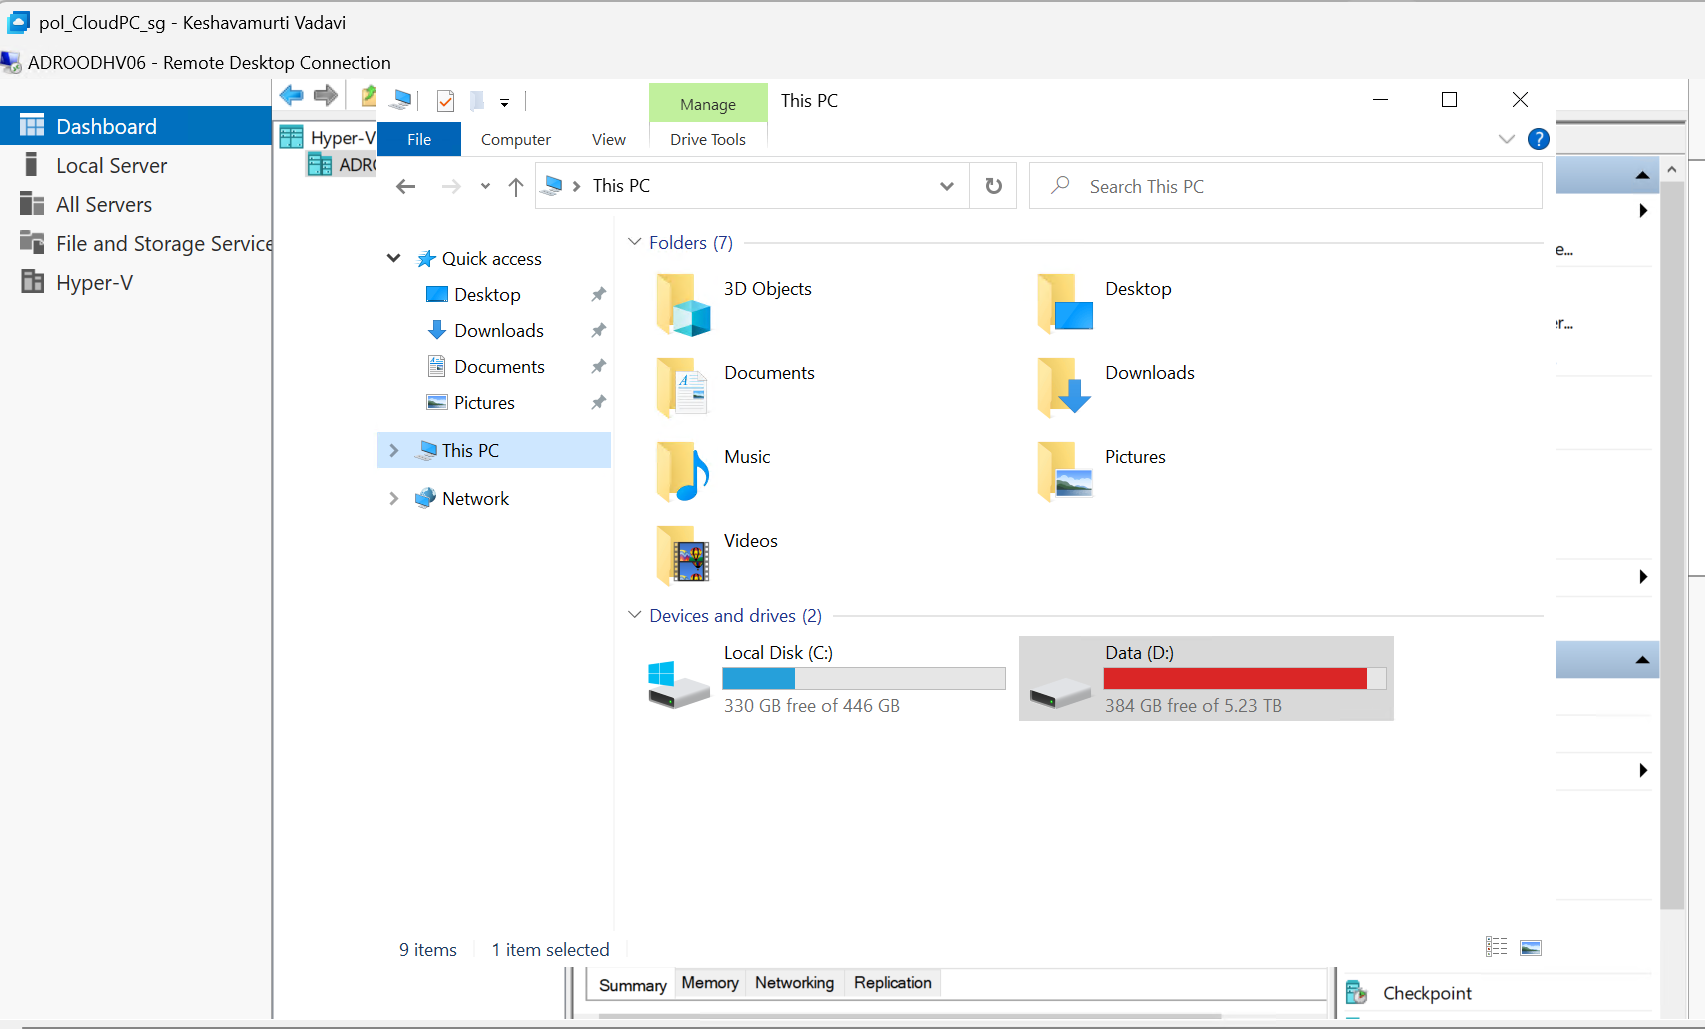 pol_CloudPC_sg - Keshavamurti Vadavi
ADROODHV06 - Remote Desktop Connection
Manage
This PC
File
Computer
View
Drive Tools
Dashboard
Local Server
All Servers
File and Storage Service
Hyper-V
Hyper-V
ADR
This PC
Search This PC
Quick access
Desktop
Downloads
Documents
Pictures
This PC
Network
Folders (7)
3D Objects
Desktop
Documents
Downloads
Music
Pictures
Videos
Devices and drives (2)
Local Disk (C:)
330 GB free of 446 GB
Data (D:)
384 GB free of 5.23 TB
e...
er...
9 items
1 item selected
Summary
Memory
Networking
Replication
Checkpoint